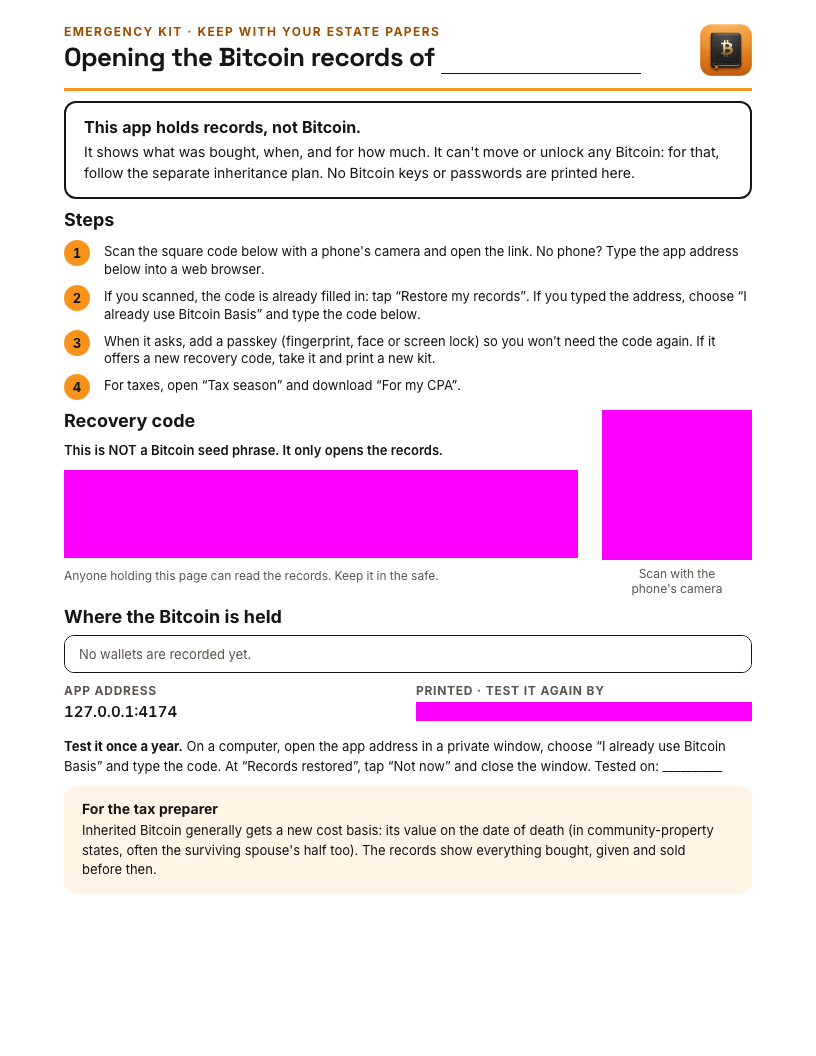 EMERGENCY KIT · KEEP WITH YOUR ESTATE PAPERS
Opening the Bitcoin records of ____________________
This app holds records, not Bitcoin.
It shows what was bought, when, and for how much. It can't move or unlock any Bitcoin: for that,
follow the separate inheritance plan. No Bitcoin keys or passwords are printed here.
Steps
1 Scan the square code below with a phone's camera and open the link. No phone? Type the app address
below into a web browser.
2 If you scanned, the code is already filled in: tap “Restore my records”. If you typed the address, choose “I
already use Bitcoin Basis” and type the code below.
3 When it asks, add a passkey (fingerprint, face or screen lock) so you won’t need the code again. If it
offers a new recovery code, take it and print a new kit.
4 For taxes, open “Tax season” and download “For my CPA”.
Recovery code
This is NOT a Bitcoin seed phrase. It only opens the records.
Anyone holding this page can read the records. Keep it in the safe.
Scan with the
phone's camera
Where the Bitcoin is held
No wallets are recorded yet.
APP ADDRESS
127.0.0.1:4174
PRINTED · TEST IT AGAIN BY
Test it once a year. On a computer, open the app address in a private window, choose “I already use Bitcoin
Basis” and type the code. At “Records restored”, tap “Not now” and close the window. Tested on: _________
For the tax preparer
Inherited Bitcoin generally gets a new cost basis: its value on the date of death (in community-property
states, often the surviving spouse's half too). The records show everything bought, given and sold
before then.